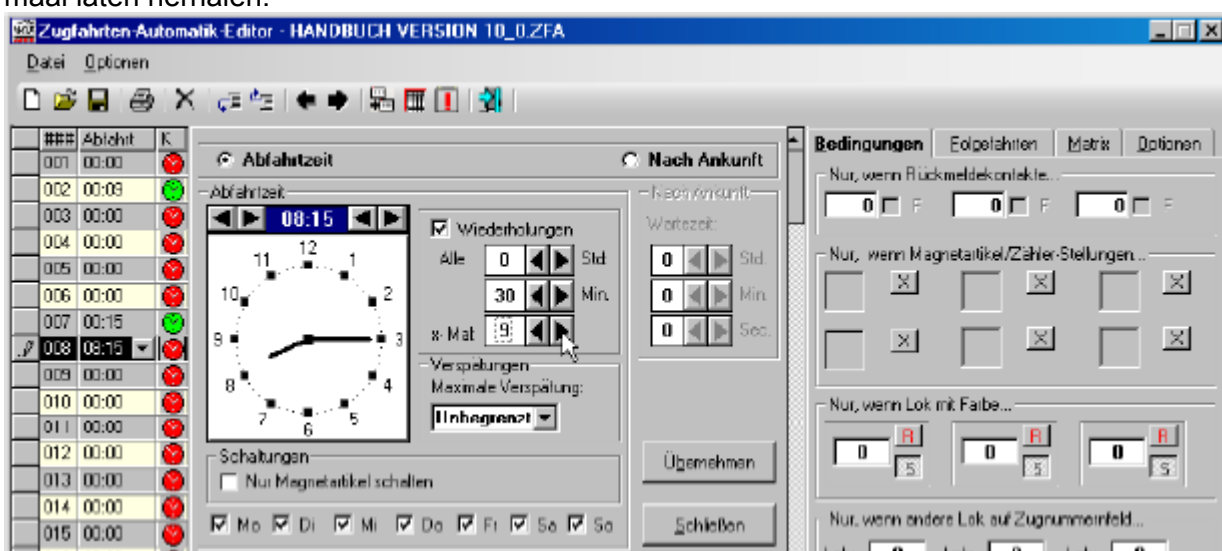 maal laten herhalen.
Zugfahrten-Automatik-Editor - HANDBUCH VERSION 10_0.ZFA
Datei Optionen
### Abfahrt K
001 00:00
002 00:09
003 00:00
004 00:00
005 00:00
006 00:00
007 00:15
008 08:15
009 00:00
010 00:00
011 00:00
012 00:00
013 00:00
014 00:00
015 00:00
Abfahrtzeit
Nach Ankunft
Abfahrtzeit
08:15
12
1
2
3
4
5
6
7
8
9
10
11
Wiederholungen
Alle 0 Std.
30 Min.
x- Mal: 9
Verspätungen
Maximale Verspätung:
Unbegrenzt
Nach Ankunft
Wartezeit:
0 Std.
0 Min.
0 Sec.
Schaltungen
Nur Magnetartikel schalten
Mo Di Mi Do Fr Sa So
Übernehmen
Schließen
Bedingungen Folgefahrten Matrix Optionen
Nur, wenn Rückmeldekontakte...
0 F 0 F 0 F
Nur, wenn Magnetartikel/Zähler-Stellungen...
X X X
X X X
Nur, wenn Lok mit Farbe...
0 R S 0 R S 0 R S
Nur, wenn andere Lok auf Zugnummernfeld...